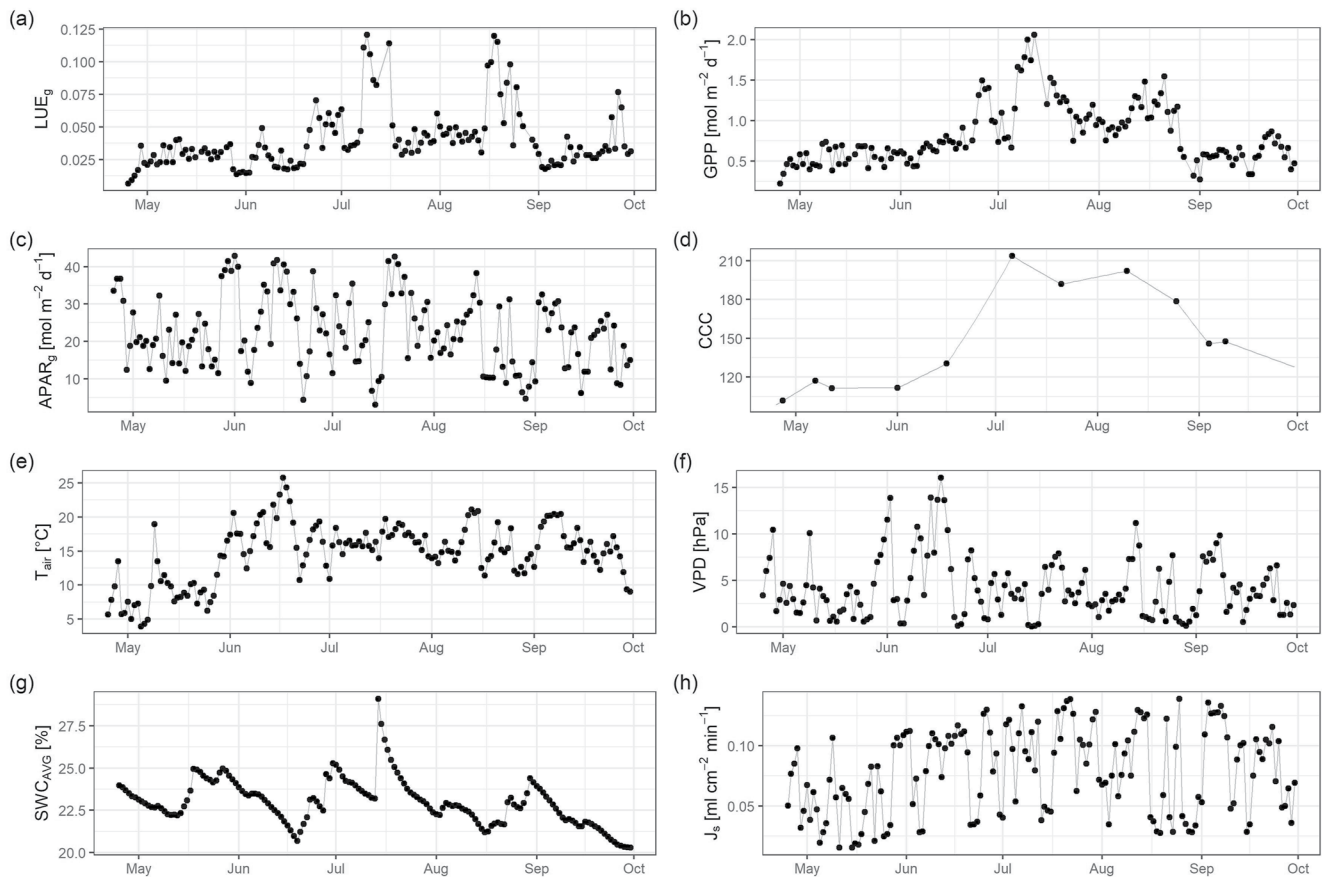 (a)
LUEg
0.125
0.100
0.075
0.050
0.025
May Jun Jul Aug Sep Oct
(b)
GPP [mol m⁻² d⁻¹]
2.0
1.5
1.0
0.5
May Jun Jul Aug Sep Oct
(c)
APARg [mol m⁻² d⁻¹]
40
30
20
10
May Jun Jul Aug Sep Oct
(d)
CCC
210
180
150
120
May Jun Jul Aug Sep Oct
(e)
Tair [°C]
25
20
15
10
5
May Jun Jul Aug Sep Oct
(f)
VPD [hPa]
15
10
5
0
May Jun Jul Aug Sep Oct
(g)
SWCAVG [%]
27.5
25.0
22.5
20.0
May Jun Jul Aug Sep Oct
(h)
Js [ml cm⁻² min⁻¹]
0.10
0.05
May Jun Jul Aug Sep Oct